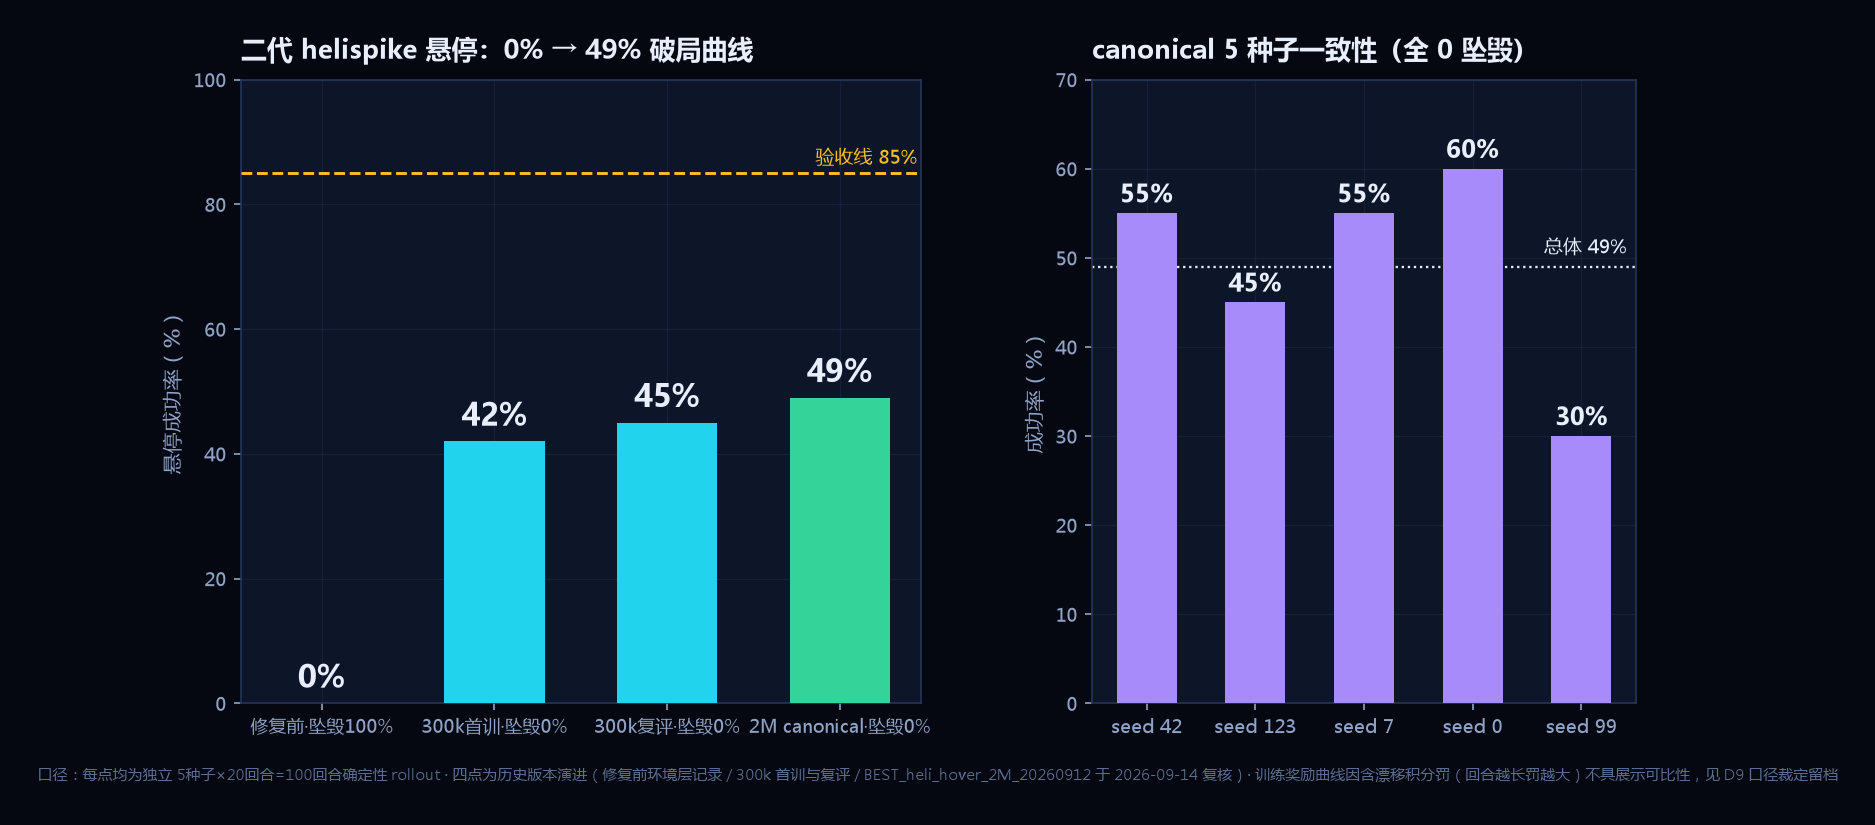 二代 helispike 悬停：0% → 49% 破局曲线
100
80
60
40
20
0
悬停成功率 ( % )
验收线 85%
0%
42%
45%
49%
修复前·坠毁100%
300k首训·坠毁0%
300k复评·坠毁0%
2M canonical·坠毁0%
canonical 5 种子一致性（全 0 坠毁）
70
60
50
40
30
20
10
0
成功率 ( % )
总体 49%
55%
45%
55%
60%
30%
seed 42
seed 123
seed 7
seed 0
seed 99
口径：每点均为独立 5种子×20回合=100回合确定性 rollout · 四点为历史版本演进 ( 修复前环境层记录 / 300k 首训与复评 / BEST_heli_hover_2M_20260912 于 2026-09-14 复核 ) · 训练奖励曲线因含漂移积分罚 ( 回合越长罚越大 ) 不具展示可比性，见 D9 口径裁定留档